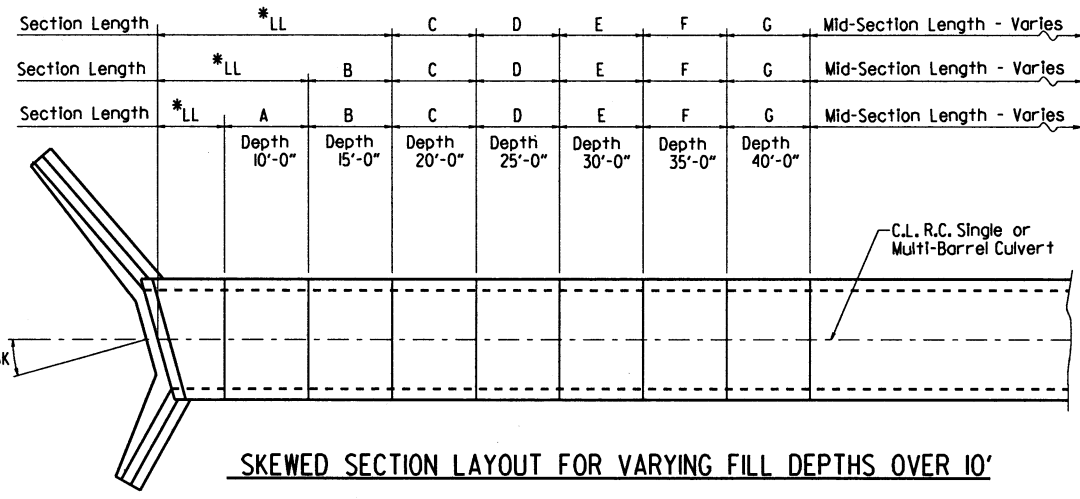 Section Length *LL C D E F G Mid-Section Length - Varies
Section Length *LL B C D E F G Mid-Section Length - Varies
Section Length *LL A B C D E F G Mid-Section Length - Varies
Depth 10'-0" Depth 15'-0" Depth 20'-0" Depth 25'-0" Depth 30'-0" Depth 35'-0" Depth 40'-0"
C.L. R.C. Single or
Multi-Barrel Culvert
SKEWED SECTION LAYOUT FOR VARYING FILL DEPTHS OVER 10'